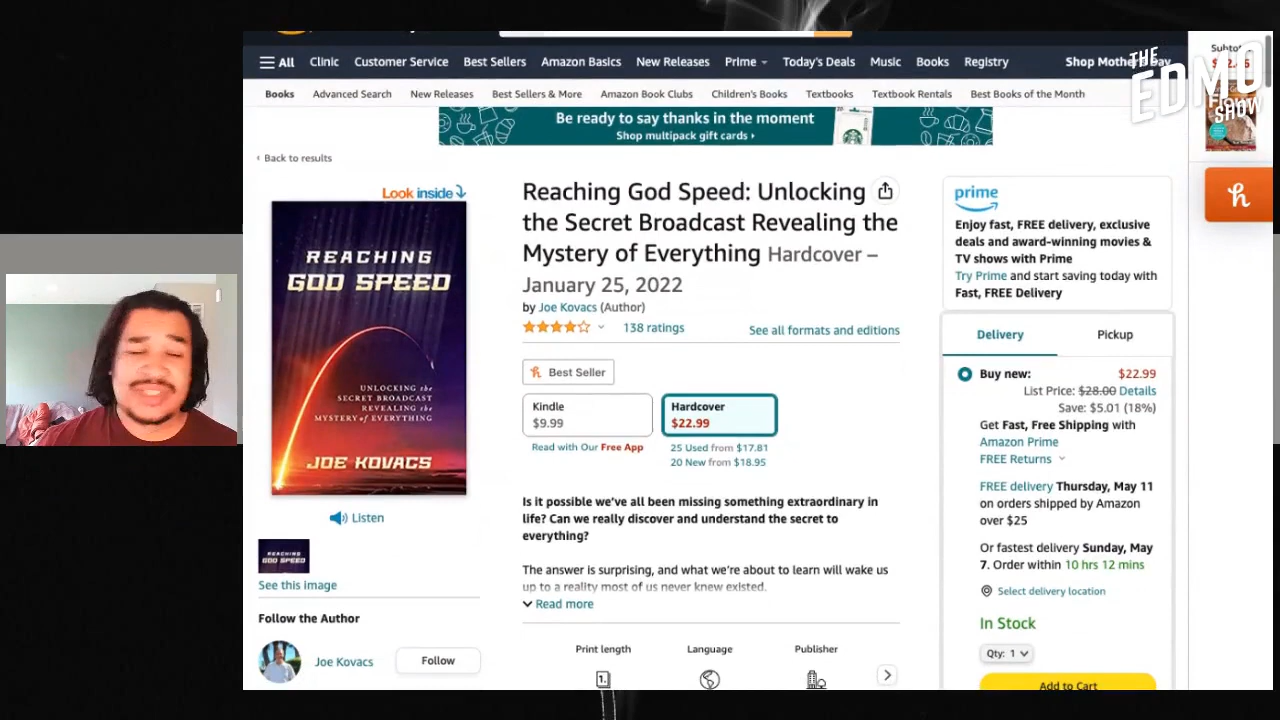 All Clinic Customer Service Best Sellers Amazon Basics New Releases Prime Today's Deals Music Books Registry Shop Mother's Day
THE
EDMO
SHOW
Books Advanced Search New Releases Best Sellers & More Amazon Book Clubs Children's Books Textbooks Textbook Rentals Best Books of the Month
Be ready to say thanks in the moment
Shop multipack gift cards ›
‹ Back to results
Look inside
READING GOD SPEED
REACHING
GOD SPEED
UNLOCKING the
SECRET BROADCAST
REVEALING the
MYSTERY of EVERYTHING
JOE KOVACS
Listen
See this image
Follow the Author
Joe Kovacs Follow
Reaching God Speed: Unlocking
the Secret Broadcast Revealing the
Mystery of Everything Hardcover –
January 25, 2022
by Joe Kovacs (Author)
138 ratings See all formats and editions
Best Seller
Kindle
$9.99
Hardcover
$22.99
Read with Our Free App
25 Used from $17.81
20 New from $18.95
Is it possible we've all been missing something extraordinary in
life? Can we really discover and understand the secret to
everything?
The answer is surprising, and what we're about to learn will wake us
up to a reality most of us never knew existed.
Read more
Print length Language Publisher
prime
Enjoy fast, FREE delivery, exclusive
deals and award-winning movies &
TV shows with Prime
Try Prime and start saving today with
Fast, FREE Delivery
Delivery Pickup
Buy new: $22.99
List Price: $28.00 Details
Save: $5.01 (18%)
Get Fast, Free Shipping with
Amazon Prime
FREE Returns
FREE delivery Thursday, May 11
on orders shipped by Amazon
over $25
Or fastest delivery Sunday, May
7. Order within 10 hrs 12 mins
Select delivery location
In Stock
Qty: 1
Add to Cart